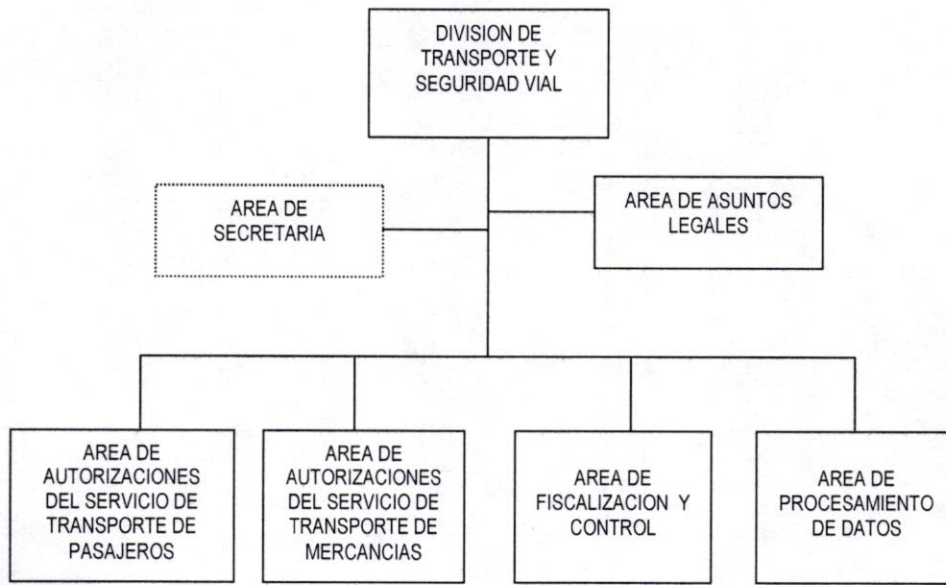 DIVISION DE
TRANSPORTE Y
SEGURIDAD VIAL
AREA DE
SECRETARIA
AREA DE ASUNTOS
LEGALES
AREA DE
AUTORIZACIONES
DEL SERVICIO DE
TRANSPORTE DE
PASAJEROS
AREA DE
AUTORIZACIONES
DEL SERVICIO DE
TRANSPORTE DE
MERCANCIAS
AREA DE
FISCALIZACION Y
CONTROL
AREA DE
PROCESAMIENTO
DE DATOS